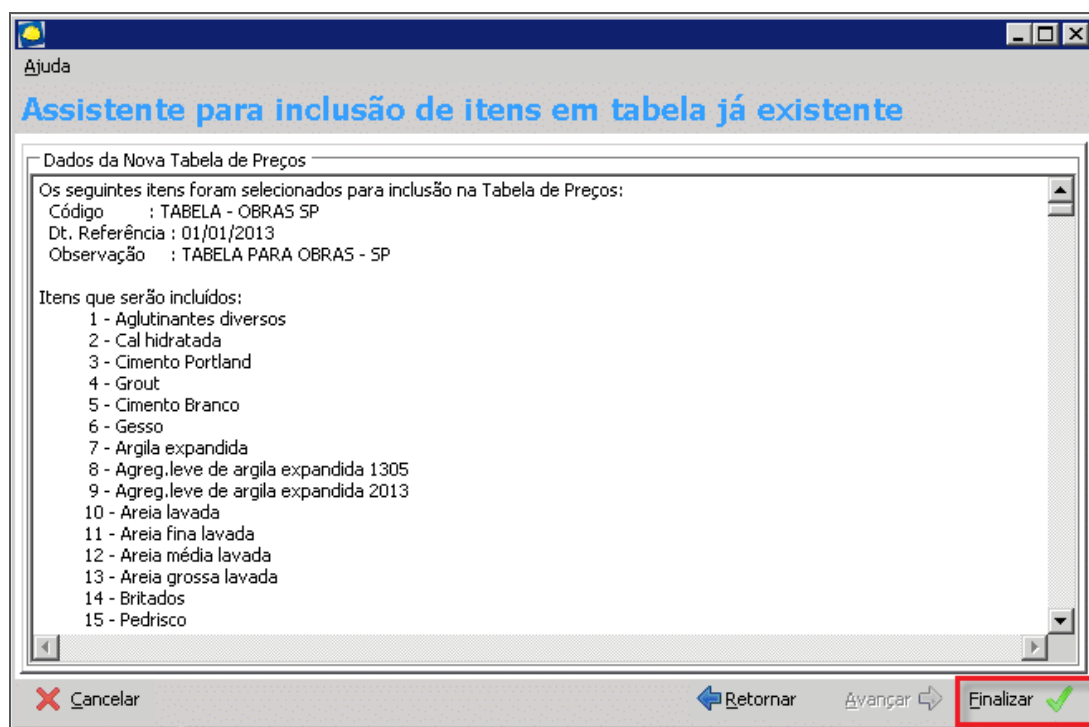 Ajuda
Assistente para inclusão de itens em tabela já existente
Dados da Nova Tabela de Preços
Os seguintes itens foram selecionados para inclusão na Tabela de Preços:
Código : TABELA - OBRAS SP
Dt. Referência : 01/01/2013
Observação : TABELA PARA OBRAS - SP
Itens que serão incluídos:
1 - Aglutinantes diversos
2 - Cal hidratada
3 - Cimento Portland
4 - Grout
5 - Cimento Branco
6 - Gesso
7 - Argila expandida
8 - Agreg.leve de argila expandida 1305
9 - Agreg.leve de argila expandida 2013
10 - Areia lavada
11 - Areia fina lavada
12 - Areia média lavada
13 - Areia grossa lavada
14 - Britados
15 - Pedrisco
Cancelar Retornar Avançar Finalizar